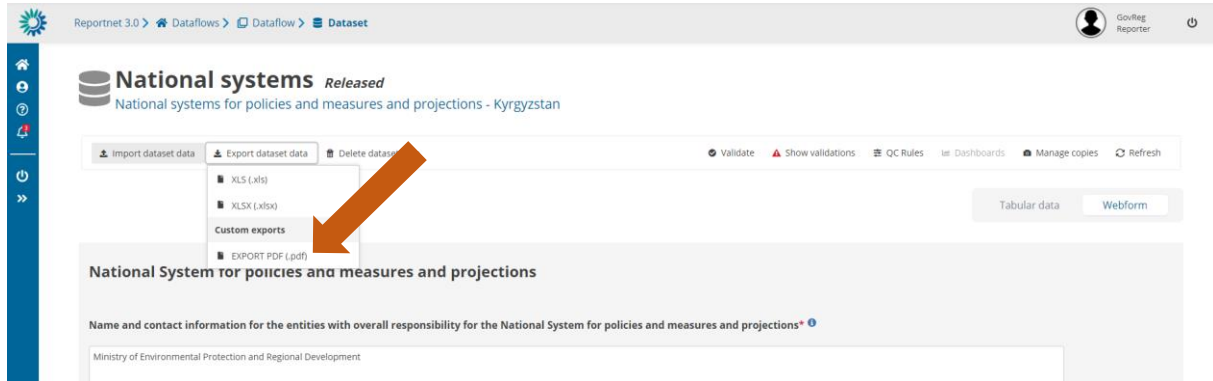 Reportnet 3.0 > Dataflows > Dataflow > Dataset
GovReg
Reporter
National systems Released
National systems for policies and measures and projections - Kyrgyzstan
Import dataset data Export dataset data Delete dataset Validate Show validations QC Rules Dashboards Manage copies Refresh
XLS (.xls)
XLSX (.xlsx)
Tabular data Webform
Custom exports
EXPORT PDF (.pdf)
National System for policies and measures and projections
Name and contact information for the entities with overall responsibility for the National System for policies and measures and projections*
Ministry of Environmental Protection and Regional Development